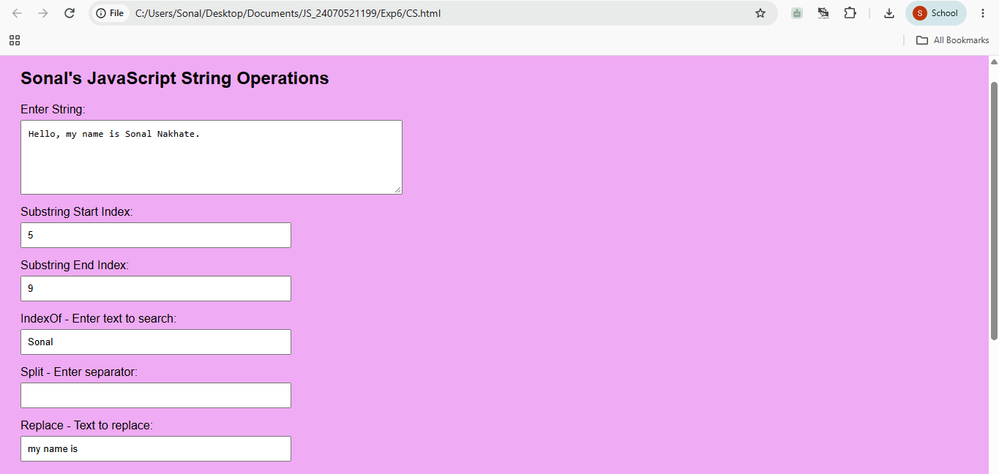 File C:/Users/Sonal/Desktop/Documents/JS_24070521199/Exp6/CS.html S School
All Bookmarks
Sonal's JavaScript String Operations
Enter String:
Hello, my name is Sonal Nakhate.
Substring Start Index:
5
Substring End Index:
9
IndexOf - Enter text to search:
Sonal
Split - Enter separator:
Replace - Text to replace:
my name is